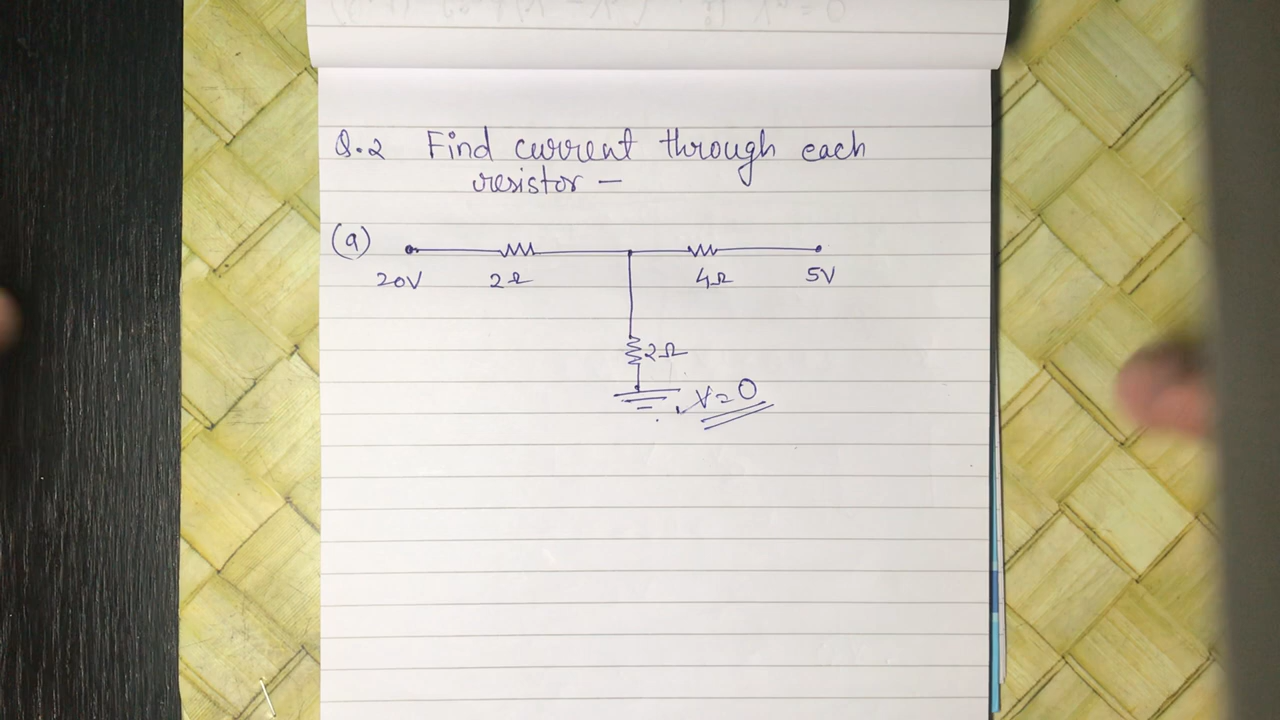 Q.2 Find current through each
resistor —
(a)
20V 2Ω 4Ω 5V
2Ω
V=0